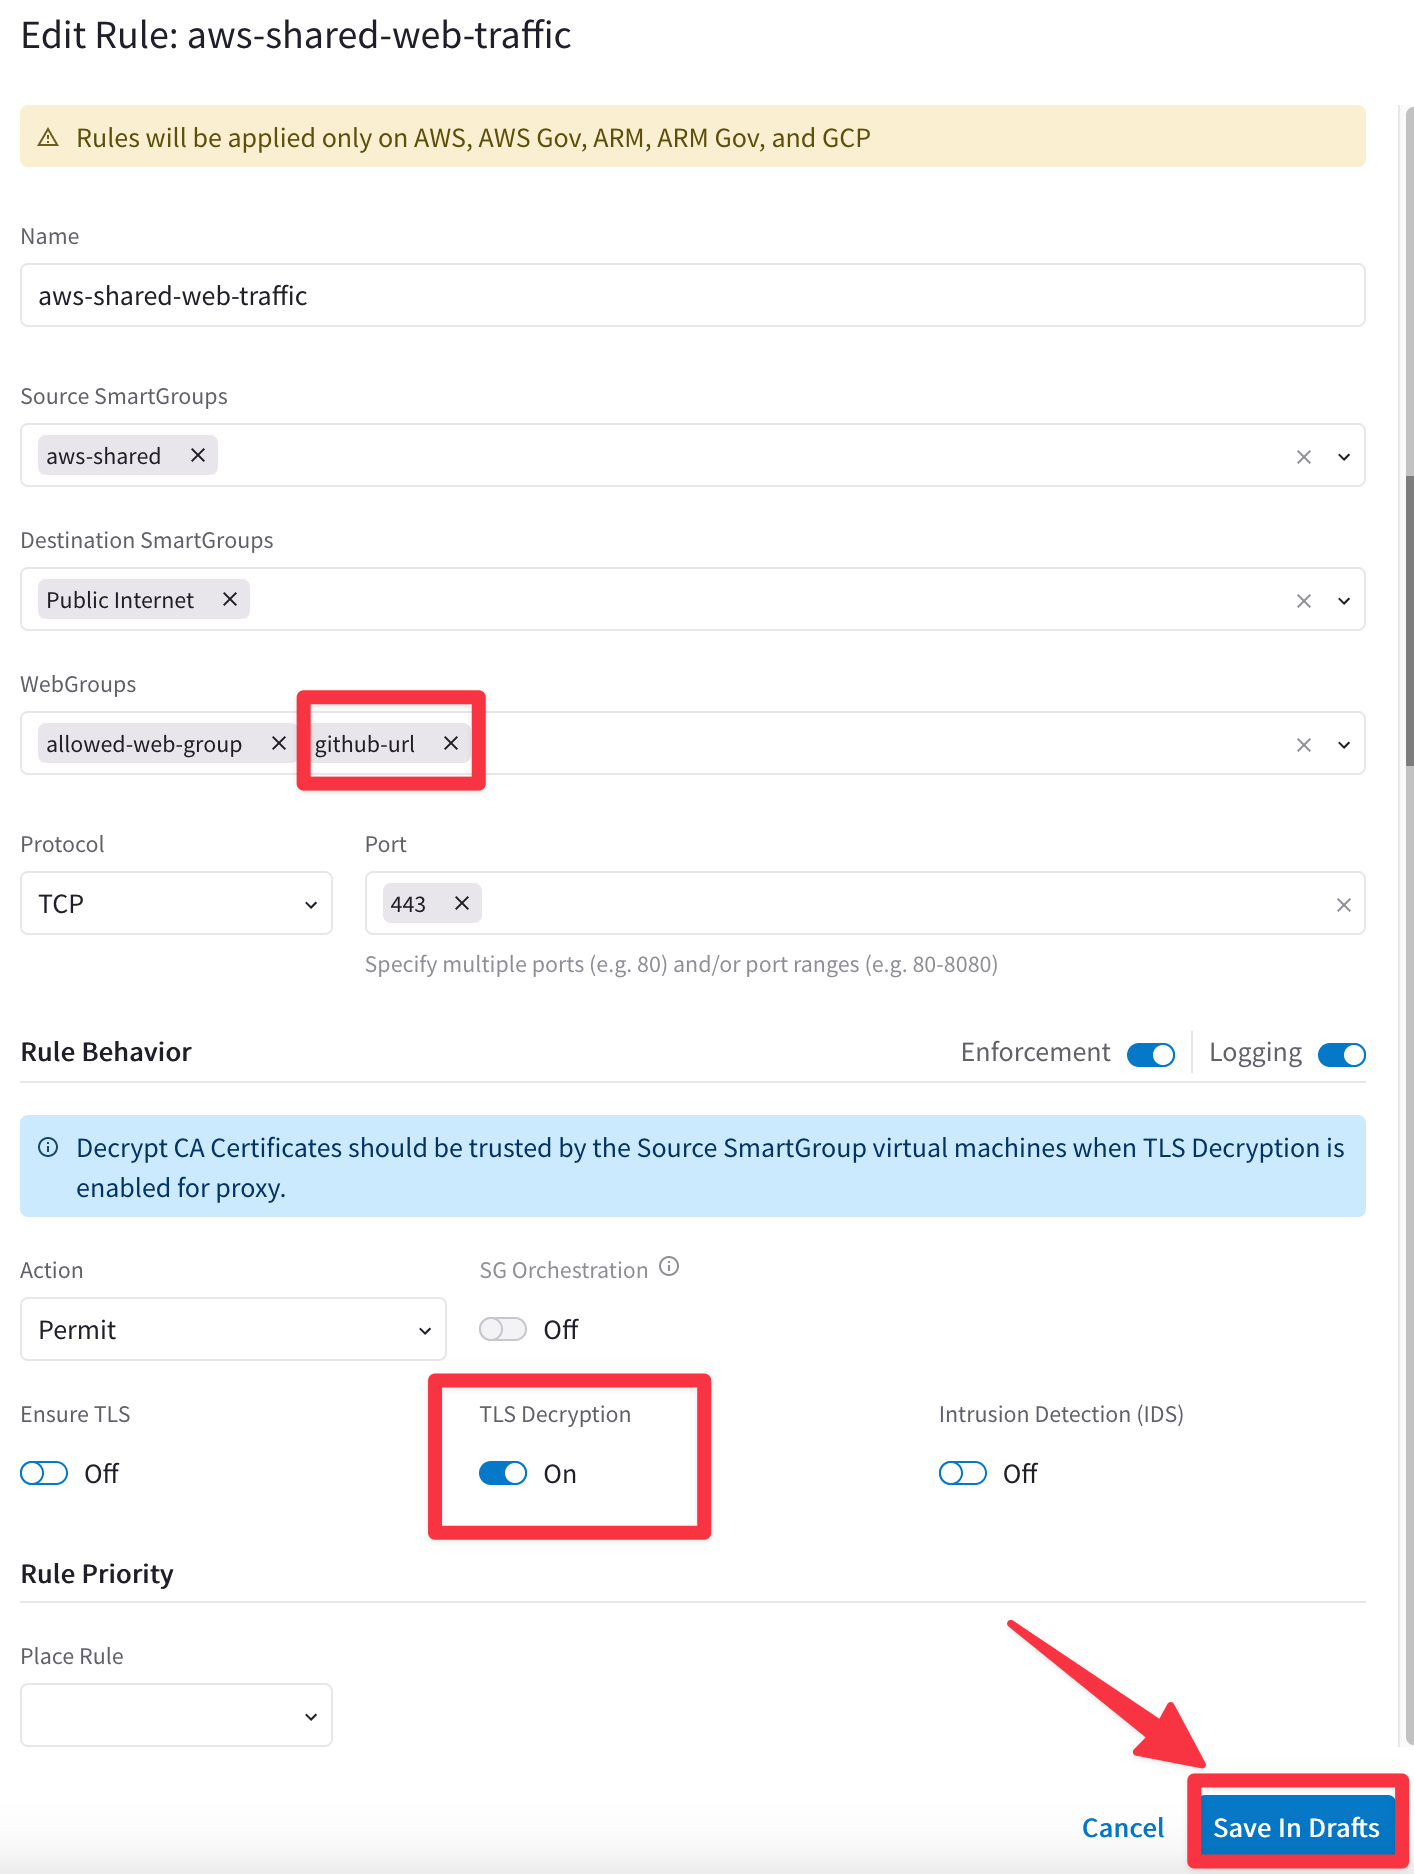 Edit Rule: aws-shared-web-traffic
Rules will be applied only on AWS, AWS Gov, ARM, ARM Gov, and GCP
Name
aws-shared-web-traffic
Source SmartGroups
aws-shared
Destination SmartGroups
Public Internet
WebGroups
allowed-web-group github-url
Protocol Port
TCP 443
Specify multiple ports (e.g. 80) and/or port ranges (e.g. 80-8080)
Rule Behavior Enforcement Logging
Decrypt CA Certificates should be trusted by the Source SmartGroup virtual machines when TLS Decryption is
enabled for proxy.
Action SG Orchestration
Permit Off
Ensure TLS TLS Decryption Intrusion Detection (IDS)
Off On Off
Rule Priority
Place Rule
Cancel Save In Drafts